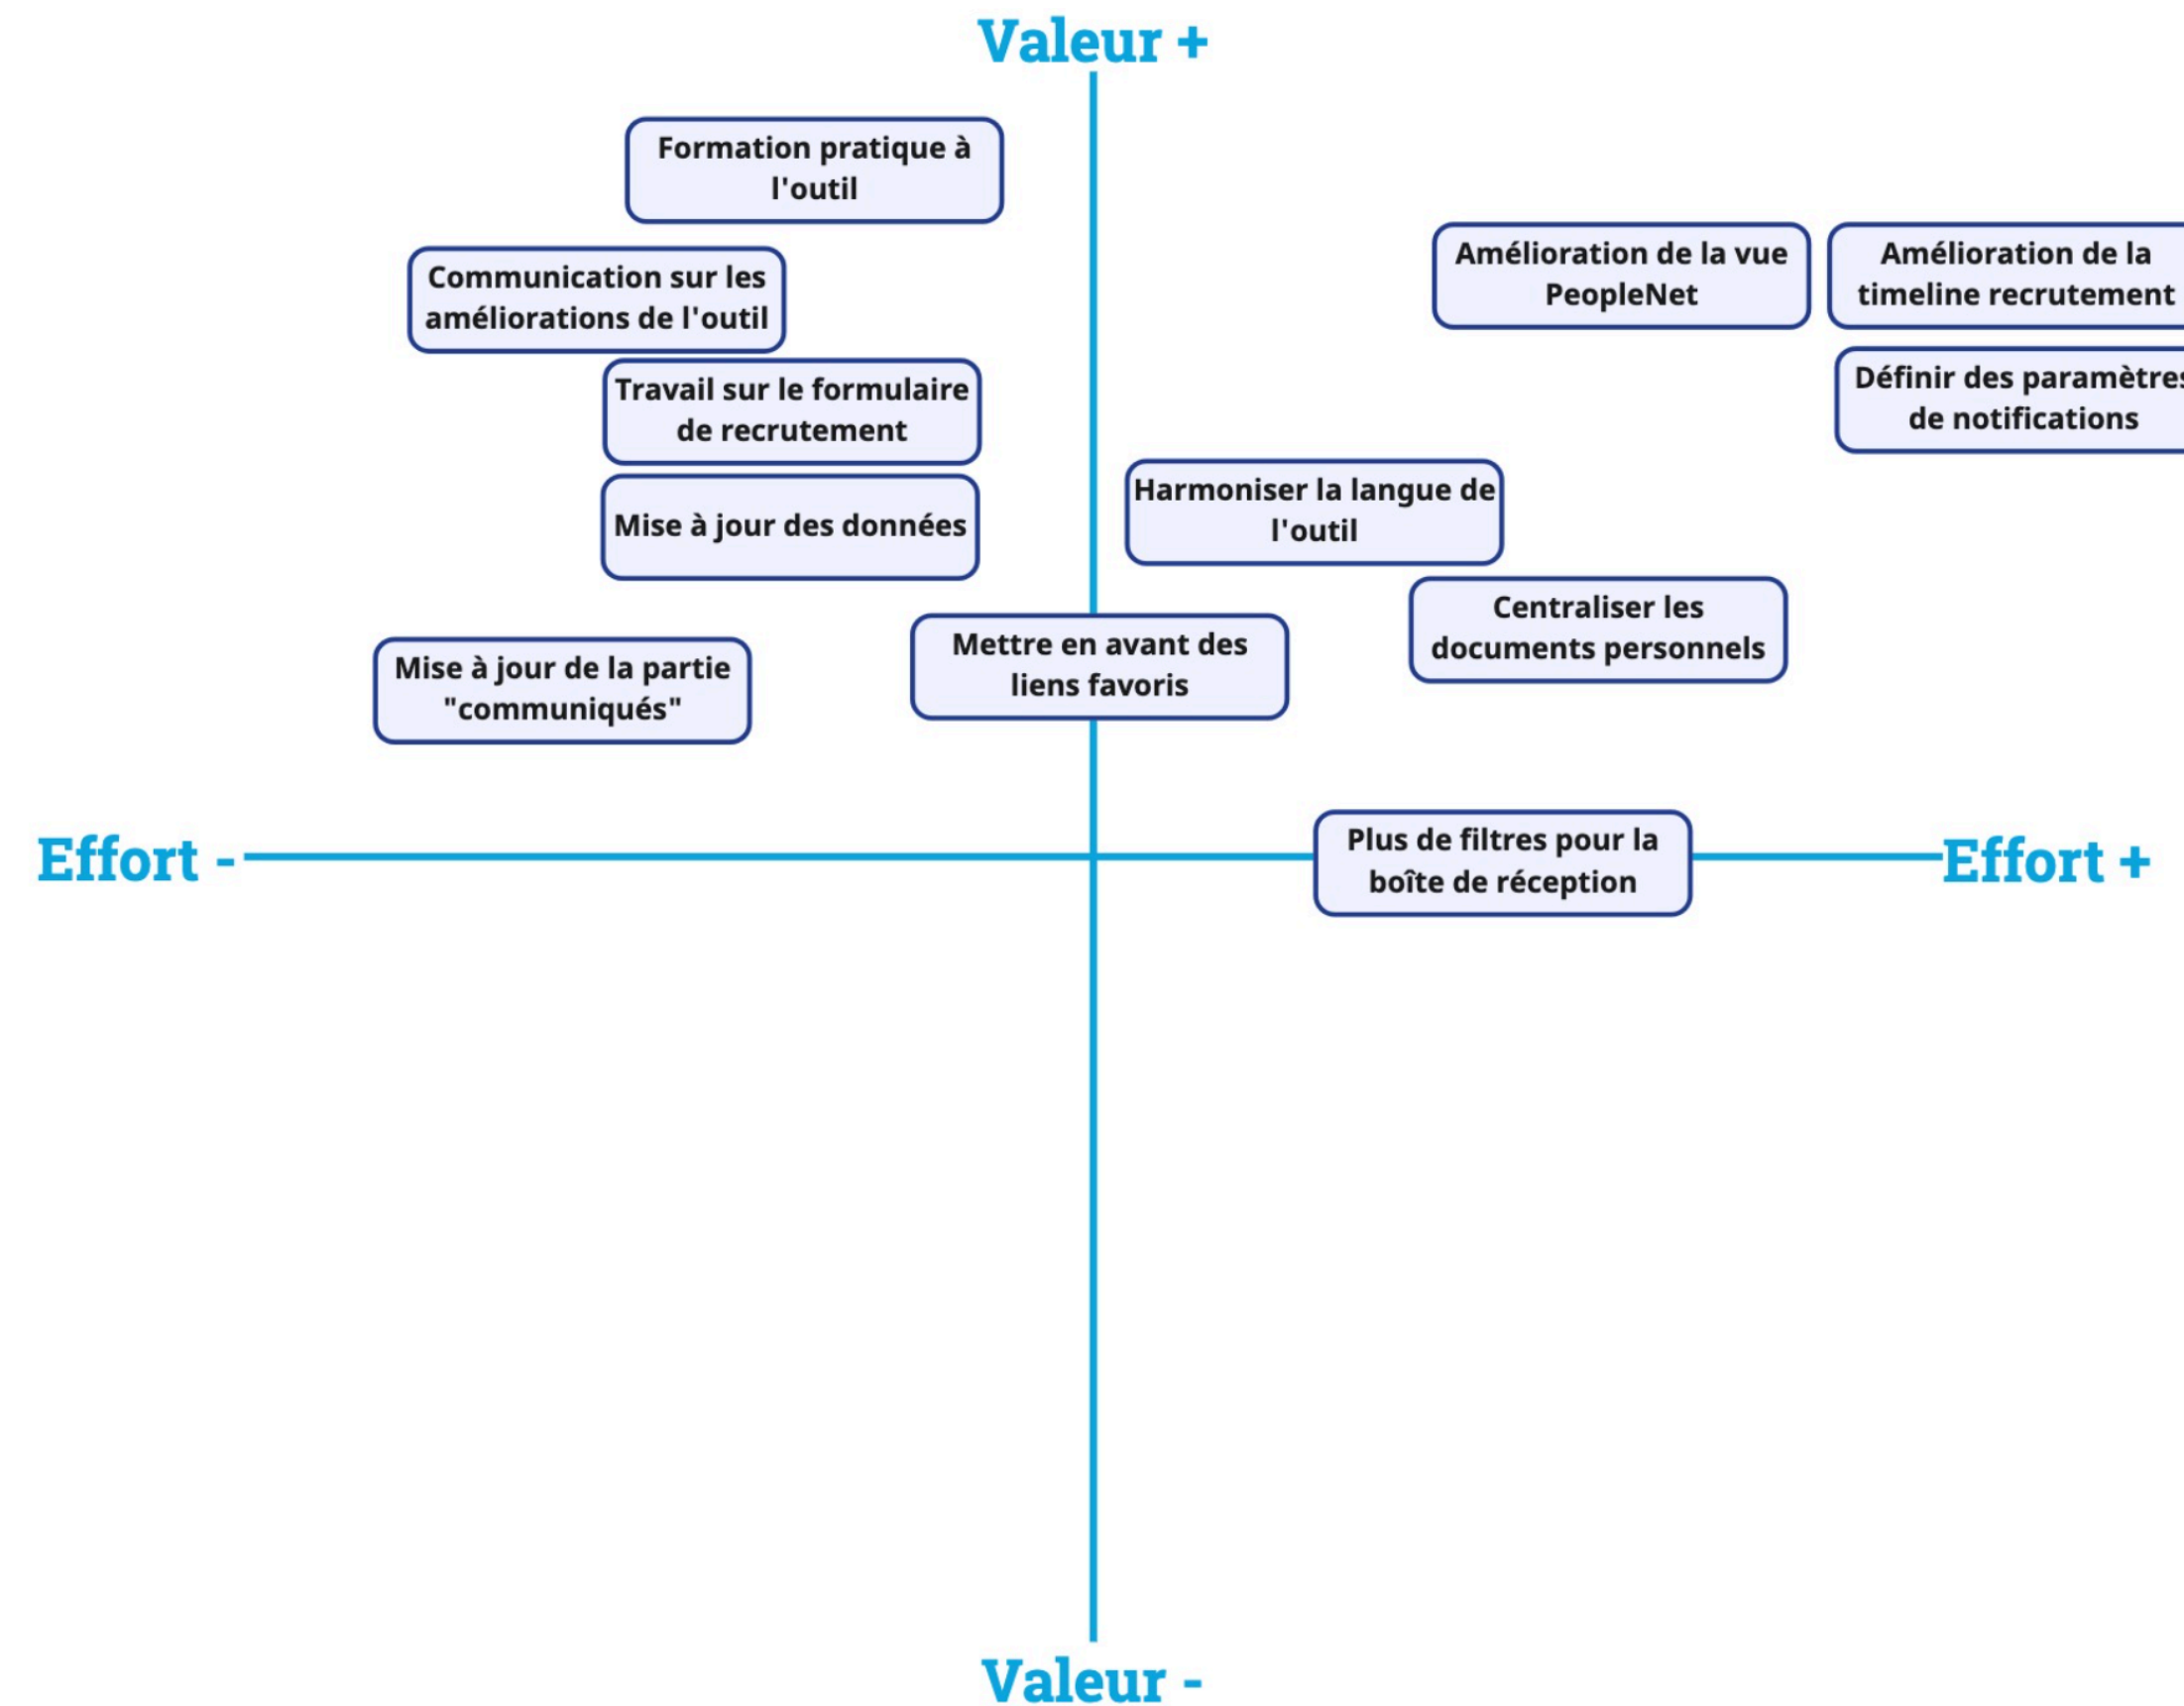 Valeur +
Formation pratique à
l'outil
Communication sur les
améliorations de l'outil
Amélioration de la vue
PeopleNet
Amélioration de la
timeline recrutement
Travail sur le formulaire
de recrutement
Définir des paramètres
de notifications
Mise à jour des données
Harmoniser la langue de
l'outil
Centraliser les
documents personnels
Mettre en avant des
liens favoris
Mise à jour de la partie
"communiqués"
Effort -
Plus de filtres pour la
boîte de réception
Effort +
Valeur -